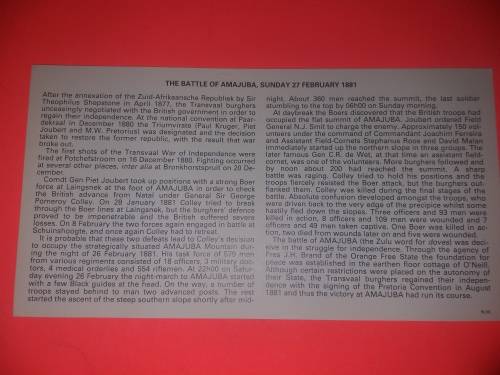 THE BATTLE OF AMAJUBA, SUNDAY 27 FEBRUARY 1881
After the annexation of the Zuid-Afrikaansche Republiek by Sir
Theophilus Shepstone in April 1877, the Transvaal burghers
unceasingly negotiated with the British government in order to
regain their independence. At the national convention at Paar-
dekraal in December 1880 the Triumvirate (Paul Kruger, Piet
Joubert and M.W. Pretorius) was designated and the decision
taken to restore the former republic, with the result that war
broke out.
The first shots of the Transvaal War of Independence were
fired at Potchefstroom on 16 December 1880. Fighting occurred
at several other places, inter alia at Bronkhorstspruit on 20 De-
cember.
Comdt Gen Piet Joubert took up positions with a strong Boer
force at Laingsnek at the foot of AMAJUBA in order to check
the British advance from Natal under General Sir George
Pomeroy Colley. On 28 January 1881 Colley tried to break
through the Boer lines at Laingsnek, but the burghers' defence
proved to be impenetrable and the British suffered severe
losses. On 8 February the two forces again engaged in battle at
Schuinshoogte, and once again Colley had to retreat.
It is probable that these two defeats lead to Colley's decision
to occupy the strategically situated AMAJUBA Mountain dur-
ing the night of 26 February 1881. His task force of 579 men
from various regiments consisted of 18 officers, 3 military doc-
tors, 4 medical orderlies and 554 riflemen. At 22h00 on Satur-
day evening 26 February the night-march to AMAJUBA started
with a few Black guides at the head. On the way, a number of
troops stayed behind to man two advanced posts. The rest
started the ascent of the steep southern slope shortly after mid-
night. About 360 men reached the summit, the last soldier
stumbling to the top by 06h00 on Sunday morning.
At daybreak the Boers discovered that the British troops had
occupied the flat summit of AMAJUBA. Joubert ordered Field
General N.J. Smit to charge the enemy. Approximately 150 vol-
unteers under the command of Commandant Joachim Ferreira
and Assistant Field-Cornets Stephanus Roos and David Malan
immediately started up the northern slope in three groups. The
later famous Gen C.R. de Wet, at that time an assistant field-
cornet, was one of the volunteers. More burghers followed and
by noon about 200 had reached the summit. A sharp
battle was raging. Colley tried to hold his positions and the
troops fiercely resisted the Boer attack, but the burghers out-
flanked them. Colley was killed during the final stages of the
battle. Absolute confusion developed amongst the troops, who
were driven back to the very edge of the precipice whilst some
hastily fled down the slopes. Three officers and 93 men were
killed in action, 8 officers and 109 men were wounded and 7
officers and 49 men taken captive. One Boer was killed in ac-
tion, two died from wounds later on and five were wounded.
The battle of AMAJUBA (the Zulu word for doves) was deci-
sive in the struggle for independence. Through the agency of
Pres J.H. Brand of the Orange Free State the foundation for
peace was established in the earthen floor cottage of O'Neill.
Although certain restrictions were placed on the autonomy of
their State, the Transvaal burghers regained their indepen-
dence with the signing of the Pretoria Convention in August
1881 and thus the victory at AMAJUBA had run its course.